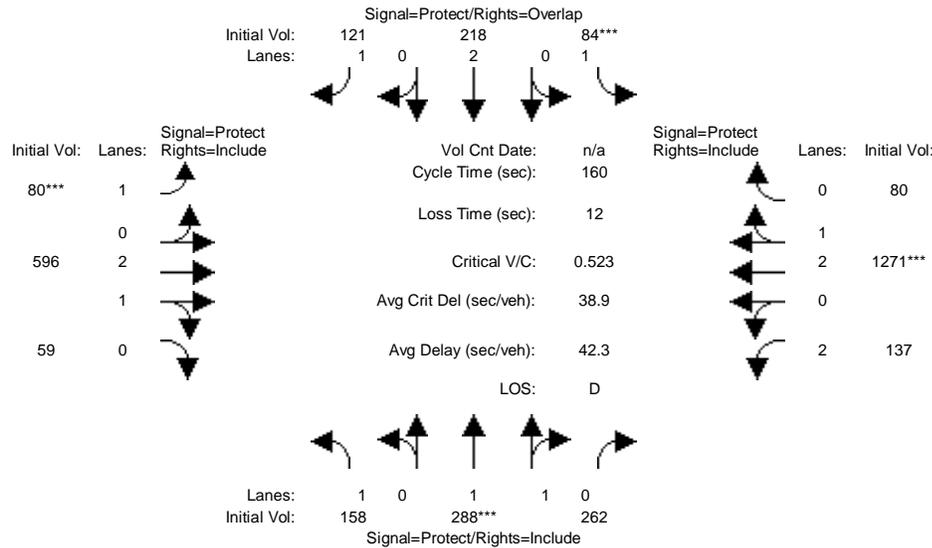 Signal=Protect/Rights=Overlap
Initial Vol: 121 218 84***
Lanes: 1 0 2 0 1
Signal=Protect
Initial Vol: Lanes: Rights=Include
80*** 1
0
596 2
1
59 0
Vol Cnt Date: n/a
Cycle Time (sec): 160
Loss Time (sec): 12
Critical V/C: 0.523
Avg Crit Del (sec/veh): 38.9
Avg Delay (sec/veh): 42.3
LOS: D
Signal=Protect
Rights=Include Lanes: Initial Vol:
0 80
1
2 1271***
0
2 137
Lanes: 1 0 1 1 0
Initial Vol: 158 288*** 262
Signal=Protect/Rights=Include